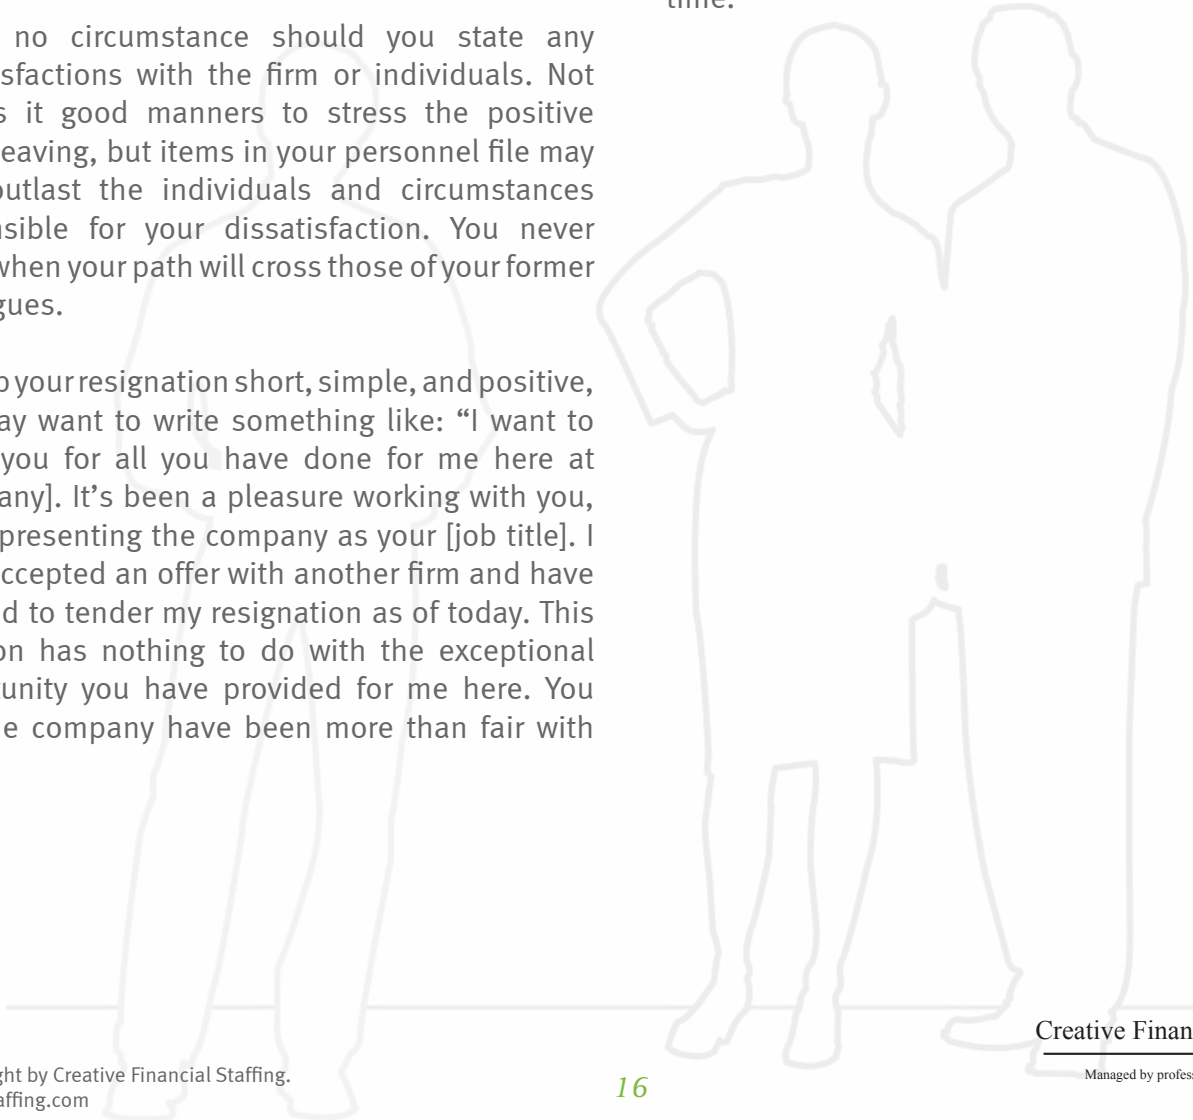 no circumstance should you state any
sfactions with the firm or individuals. Not
s it good manners to stress the positive
eaving, but items in your personnel file may
outlast the individuals and circumstances
nsible for your dissatisfaction. You never
when your path will cross those of your former
gues.
p your resignation short, simple, and positive,
ay want to write something like: “I want to
you for all you have done for me here at
any]. It’s been a pleasure working with you,
presenting the company as your [job title]. I
ccepted an offer with another firm and have
d to tender my resignation as of today. This
on has nothing to do with the exceptional
tunity you have provided for me here. You
e company have been more than fair with
time.
ght by Creative Financial Staffing.
affing.com
16
Creative Finan
Managed by profess